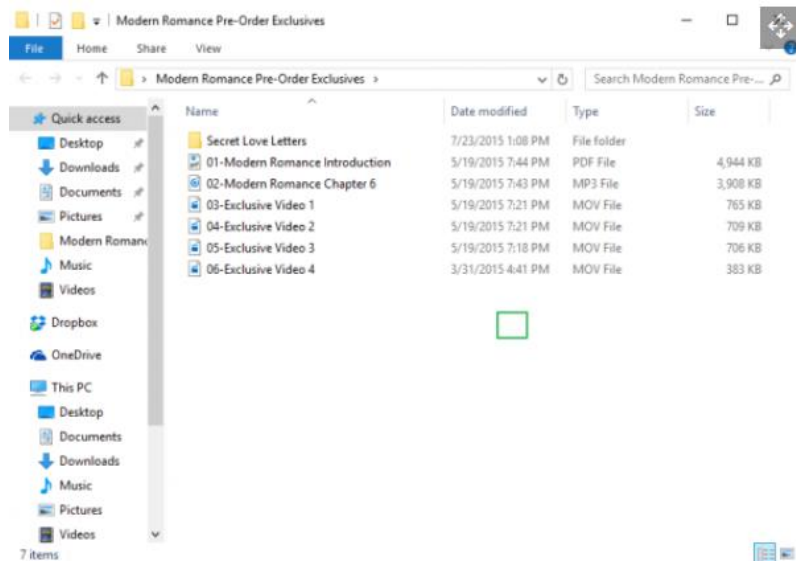 Modern Romance Pre-Order Exclusives
File Home Share View
Modern Romance Pre-Order Exclusives
Search Modern Romance Pre-...
Name Date modified Type Size
Quick access
Desktop
Downloads
Documents
Pictures
Modern Romanc
Music
Videos
Dropbox
OneDrive
This PC
Desktop
Documents
Downloads
Music
Pictures
Videos
Secret Love Letters 7/23/2015 1:08 PM File folder
01-Modern Romance Introduction 5/19/2015 7:44 PM PDF File 4,944 KB
02-Modern Romance Chapter 6 5/19/2015 7:43 PM MP3 File 3,908 KB
03-Exclusive Video 1 5/19/2015 7:21 PM MOV File 765 KB
04-Exclusive Video 2 5/19/2015 7:21 PM MOV File 709 KB
05-Exclusive Video 3 5/19/2015 7:18 PM MOV File 706 KB
06-Exclusive Video 4 3/31/2015 4:41 PM MOV File 383 KB
7 items